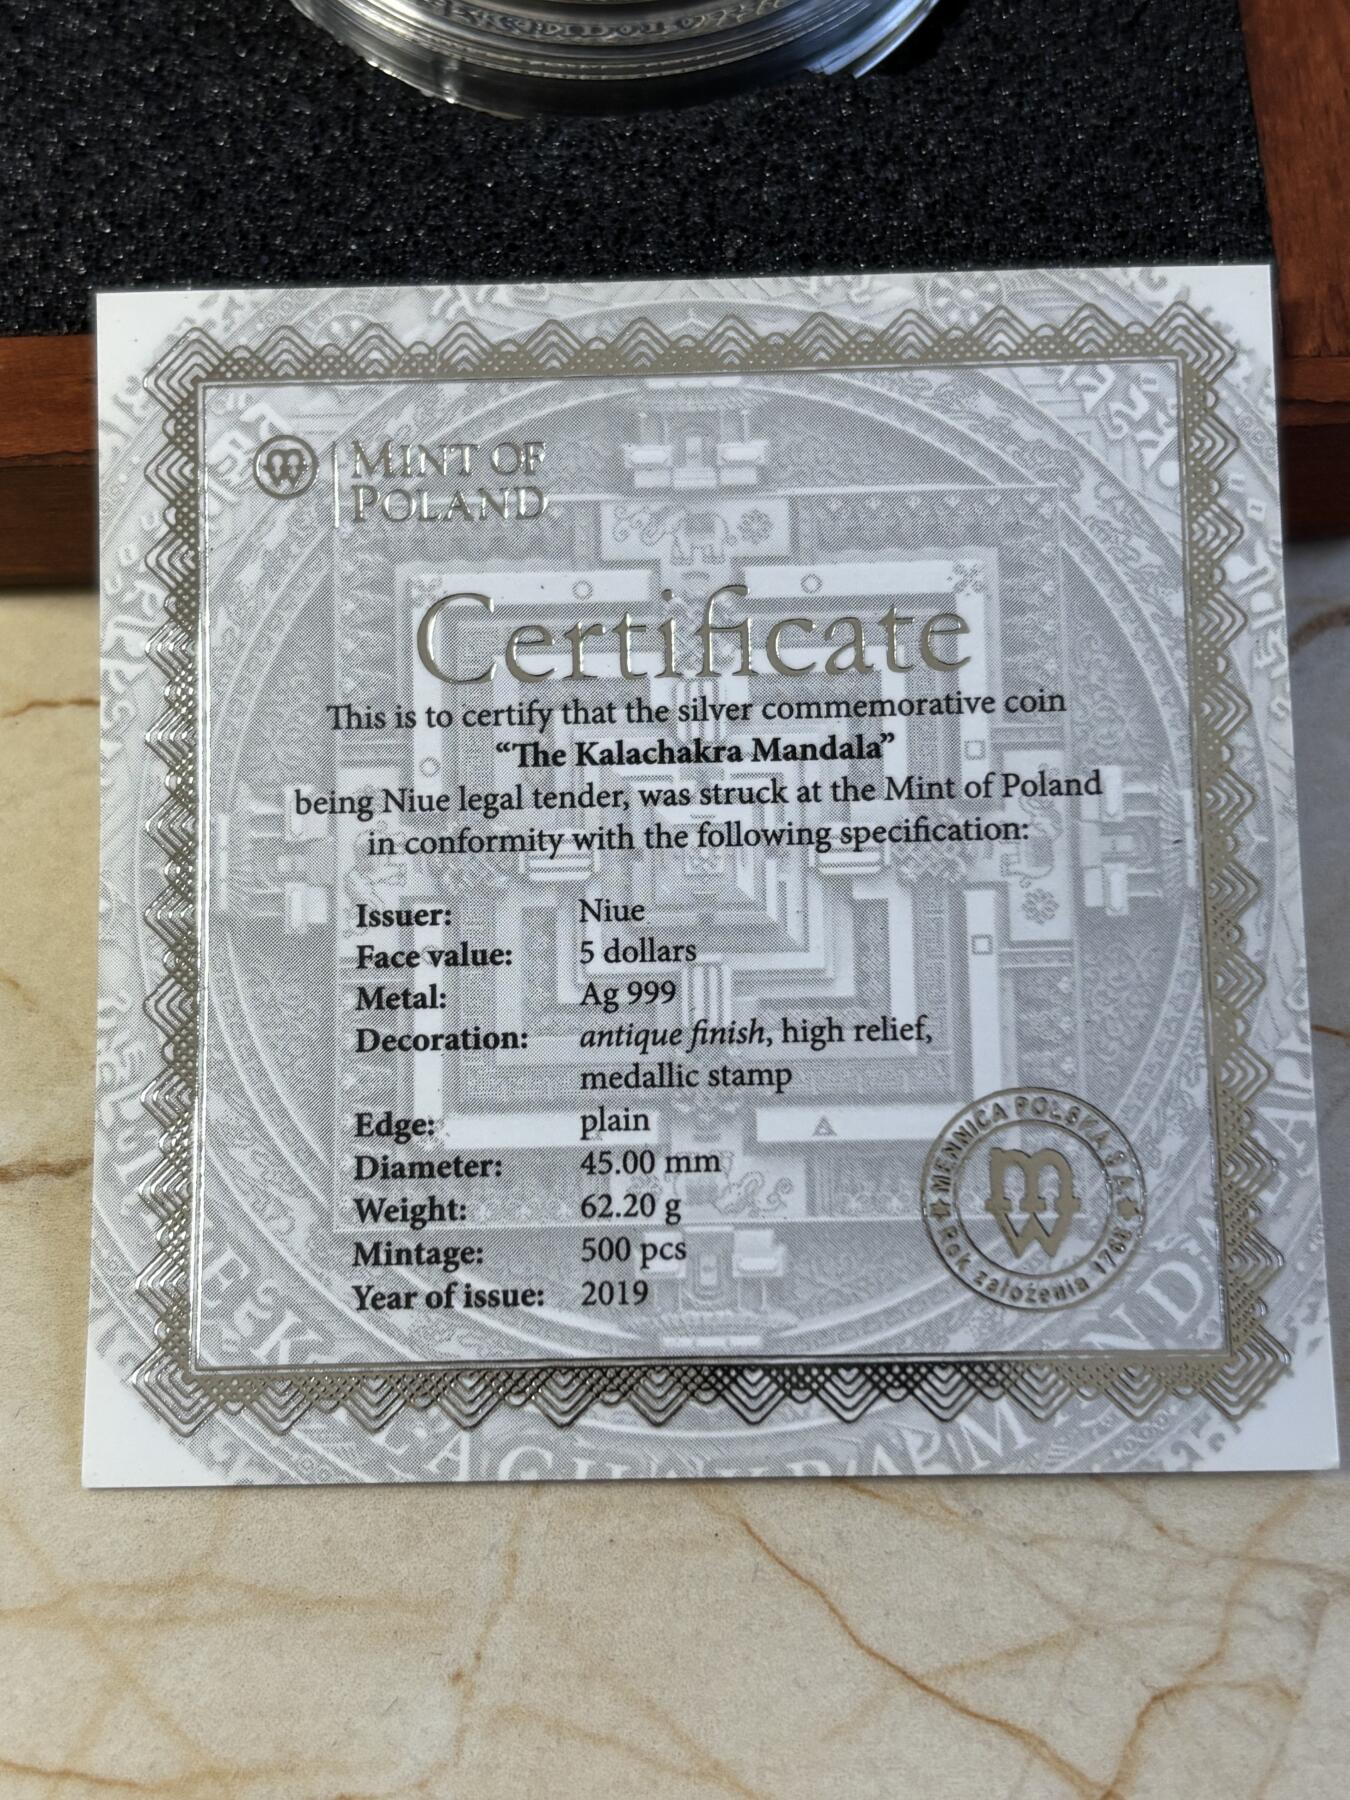 MINT OF
POLAND
Certificate
This is to certify that the silver commemorative coin
“The Kalachakra Mandala”
being Niue legal tender, was struck at the Mint of Poland
in conformity with the following specification:
Issuer: Niue
Face value: 5 dollars
Metal: Ag 999
Decoration: antique finish, high relief,
medallic stamp
Edge: plain
Diameter: 45.00 mm
Weight: 62.20 g
Mintage: 500 pcs
Year of issue: 2019
MENNICA POLSKA S.A.
Rok założenia 1766